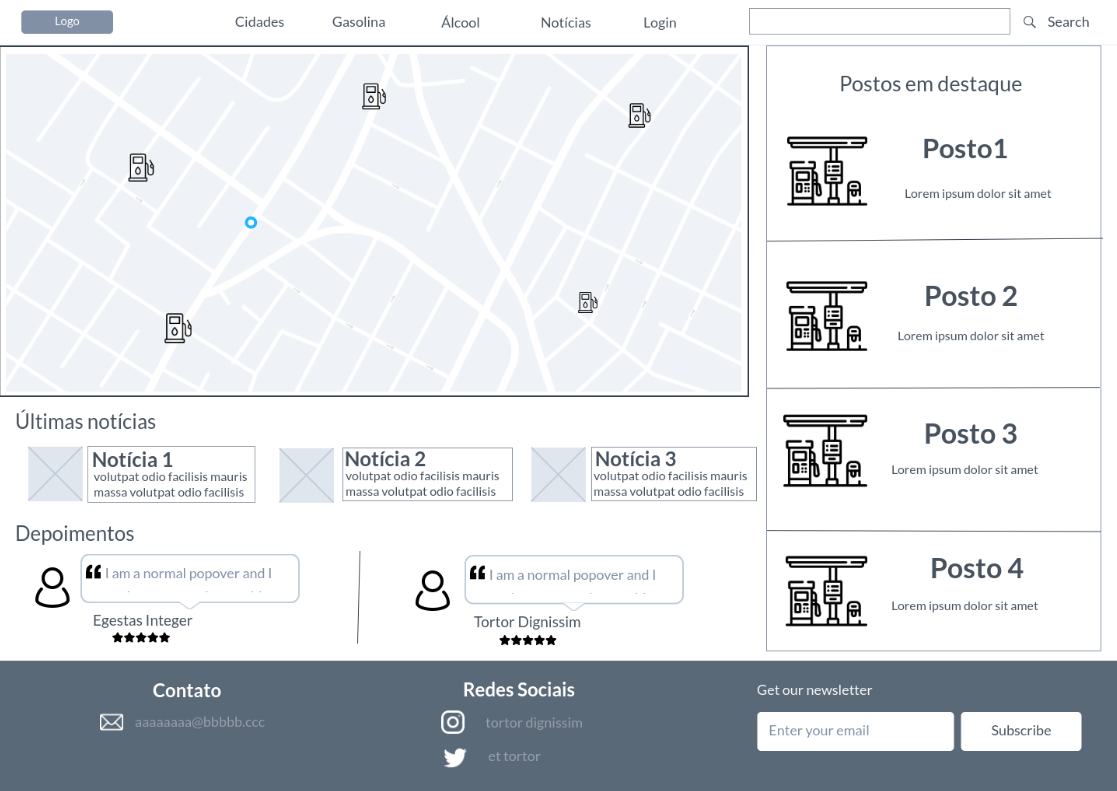 Logo
Cidades
Gasolina
Álcool
Notícias
Login
Search
Postos em destaque
Posto1
Lorem ipsum dolor sit amet
Posto 2
Lorem ipsum dolor sit amet
Posto 3
Lorem ipsum dolor sit amet
Posto 4
Lorem ipsum dolor sit amet
Últimas notícias
Notícia 1
volutpat odio facilisis mauris
massa volutpat odio facilisis
Notícia 2
volutpat odio facilisis mauris
massa volutpat odio facilisis
Notícia 3
volutpat odio facilisis mauris
massa volutpat odio facilisis
Depoimentos
I am a normal popover and I
Egestas Integer
I am a normal popover and I
Tortor Dignissim
Contato
aaaaaaaa@bbbbb.ccc
Redes Sociais
tortor dignissim
et tortor
Get our newsletter
Enter your email
Subscribe